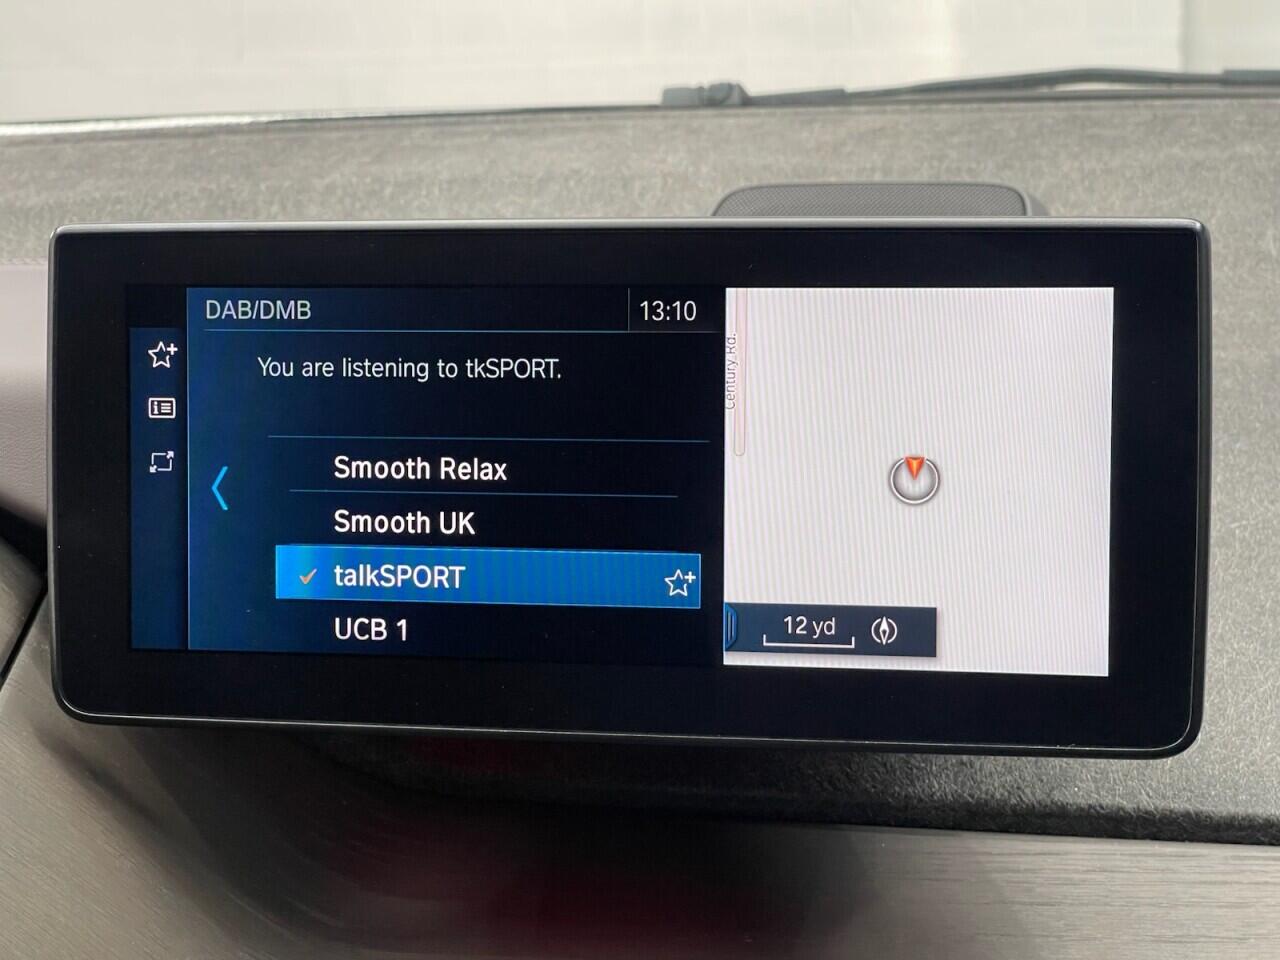 DAB/DMB
13:10
You are listening to tkSPORT.
Smooth Relax
Smooth UK
talkSPORT
UCB 1
Century Rd.
12 yd